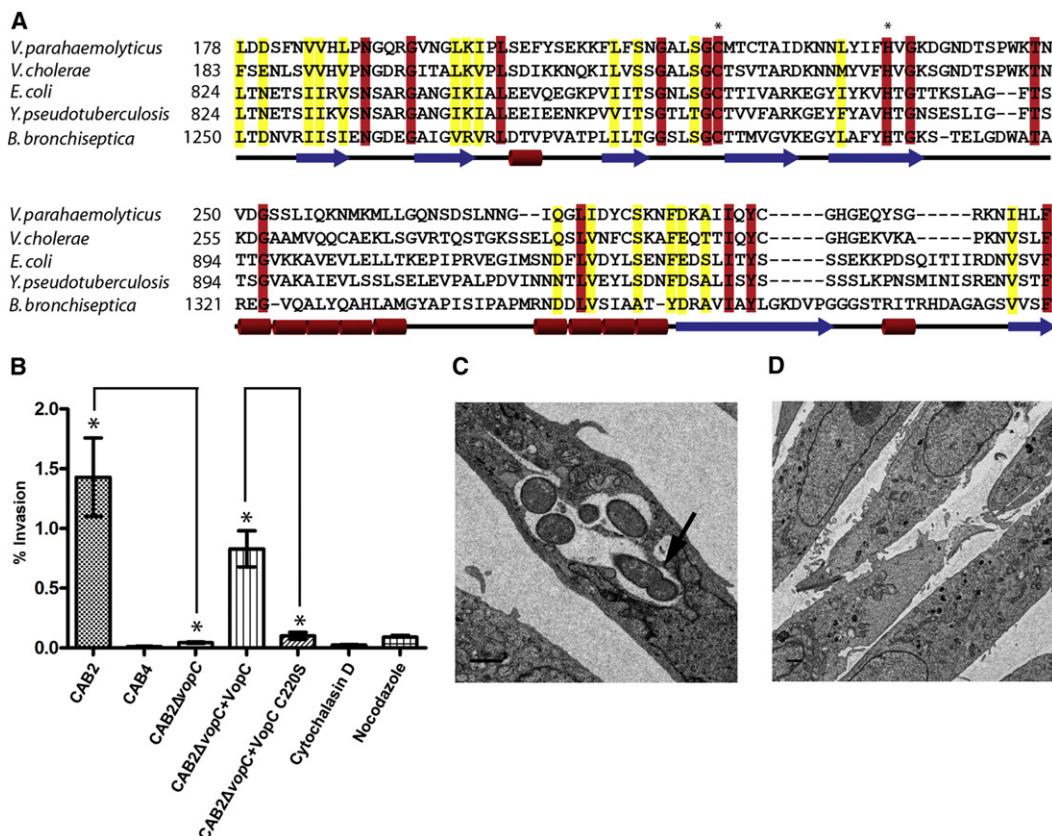 A
* *
V. parahaemolyticus 178 LDDSFNVVHLPNGQRGVNGLKIPLSEFYSEKKFLFSNGALSGCMTCTAIDKNNLYIFHVGKDGNDTSPWKTN
V. cholerae 183 FSENLSVVHVPNGDRGITALKVPLSDIKKNQKILVSSGALSGCTSVTARDKNNMYVFHVGKSGNDTSPWKTN
E. coli 824 LTNETSIIRVSNSARGANGIKIALEEVQEGKPVIITSGNLSGCTTIVARKEGYIYKVHTGTTKSLAG--FTS
Y. pseudotuberculosis 824 LTNETSIIKVSNSGRGANGIKIALEEIEENKPVVITSGTLTGCTTVFARKGEYFYAVHTGNSESLIG--FTS
B. bronchiseptica 1250 LTDNVRIISIENGDEGAIGVRVRLDTVPVATPLILTGGSLSGCTTMVGVKEGYLAFYHTGKS-TELGDWATA
V. parahaemolyticus 250 VDGSSLIQKNMKMLLGQNSDSLNNG--IQGLIDYCSKNFDKAIIQYC-----GHGEQYSG----RKNIHLF
V. cholerae 255 KDGAAMVQQCAEKLSGVRTQSTGKSSELQSLVNFCSKAFEQTTIQYC-----GHGEKVKA----PKNVSLF
E. coli 894 TTGVKKAVEVLELLTKEPIPRVEGIMSNDFLVDYLSENFEDSLITYS-----SSEKKPDSQITIIRDNVSVF
Y. pseudotuberculosis 894 TSGVAKAIEVLSSLSELEVPALPDVINNNTLVEYLSDNFDSALISYS-----SSSLKPNSMINISRENVSTF
B. bronchiseptica 1321 REG-VQALYQAHLAMGYAPISIPAPMRNDDLVSIAAT-YDRAVIAYLGKDVPGGGSTRITRHDAGAGSVVSF
B
% Invasion
2.0
1.5
1.0
0.5
0.0
* * * *
CAB2
CAB4
CAB2ΔvopC
CAB2ΔvopC+VopC
CAB2ΔvopC+VopC C220S
Cytochalasin D
Nocodazole
C
D